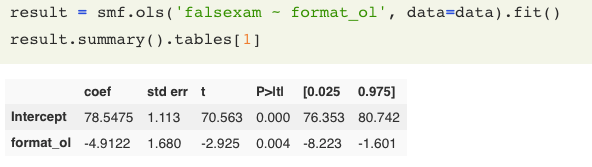 result = smf.ols('falsexam ~ format_ol', data=data).fit()
result.summary().tables[1]
coef std err t P>|t| [0.025 0.975]
Intercept 78.5475 1.113 70.563 0.000 76.353 80.742
format_ol -4.9122 1.680 -2.925 0.004 -8.223 -1.601